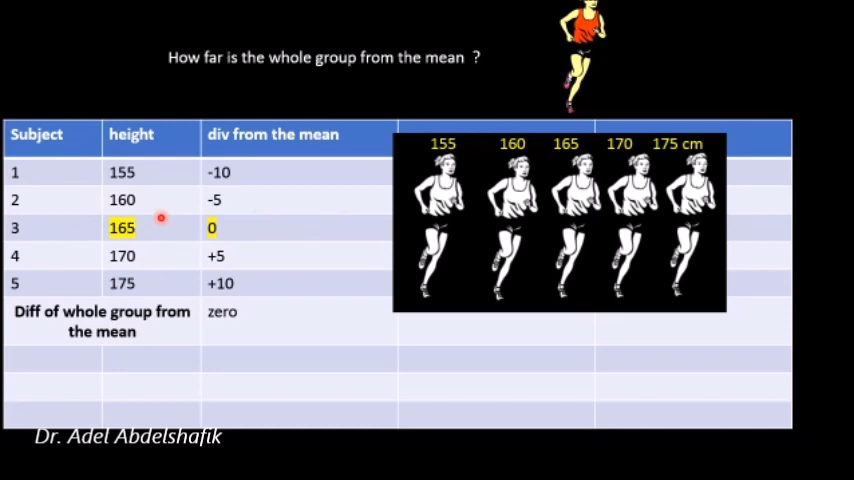 How far is the whole group from the mean ?
Subject height div from the mean
155 160 165 170 175 cm
1 155 -10
2 160 -5
3 165 0
4 170 +5
5 175 +10
Diff of whole group from zero
the mean
Dr. Adel Abdelshafik